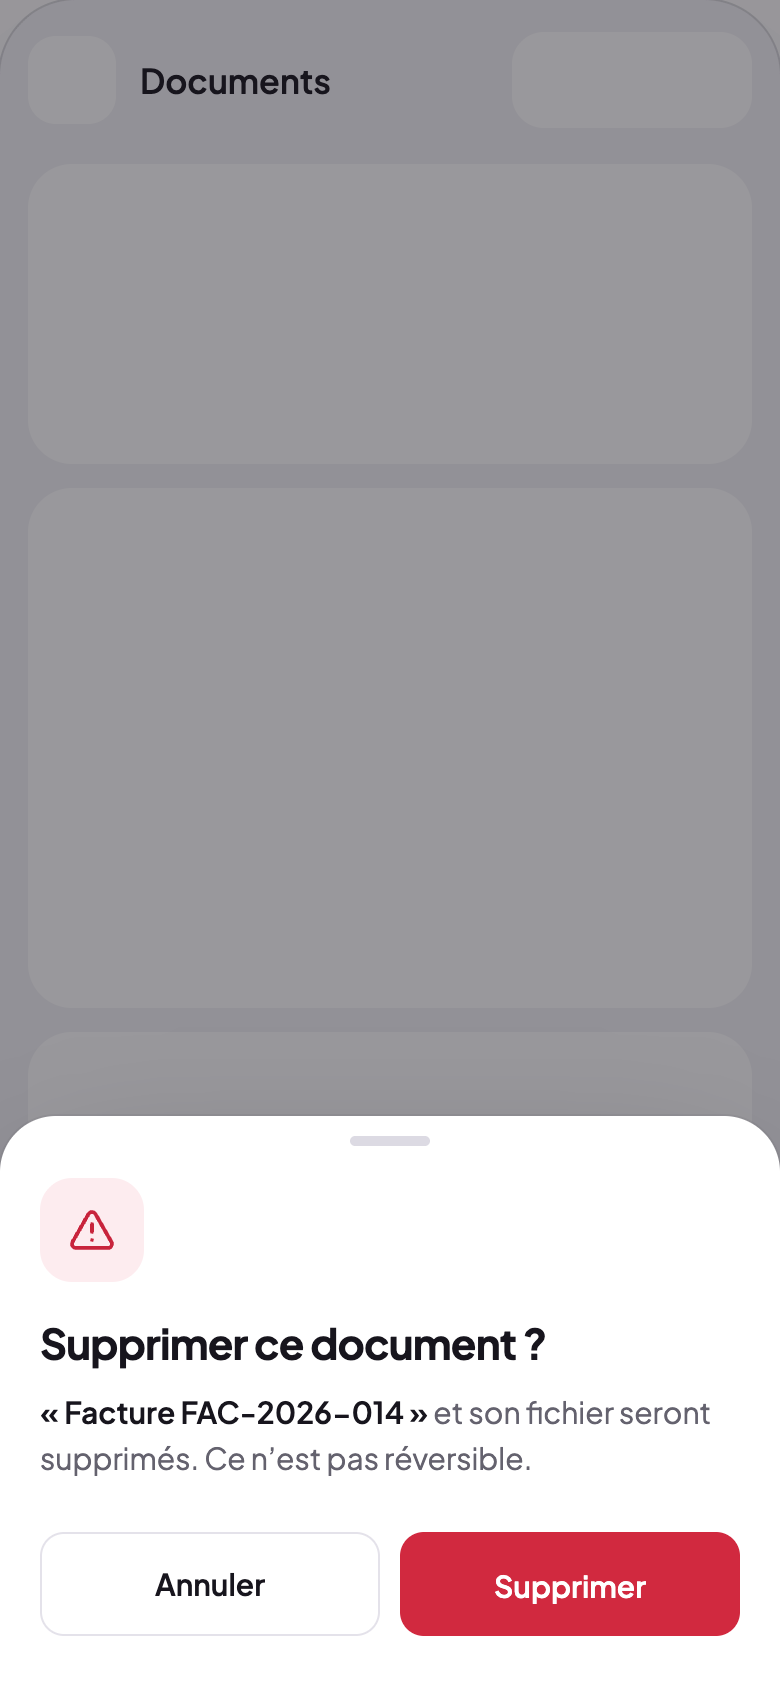 Documents
Supprimer ce document ?
« Facture FAC-2026-014 » et son fichier seront
supprimés. Ce n’est pas réversible.
Annuler
Supprimer